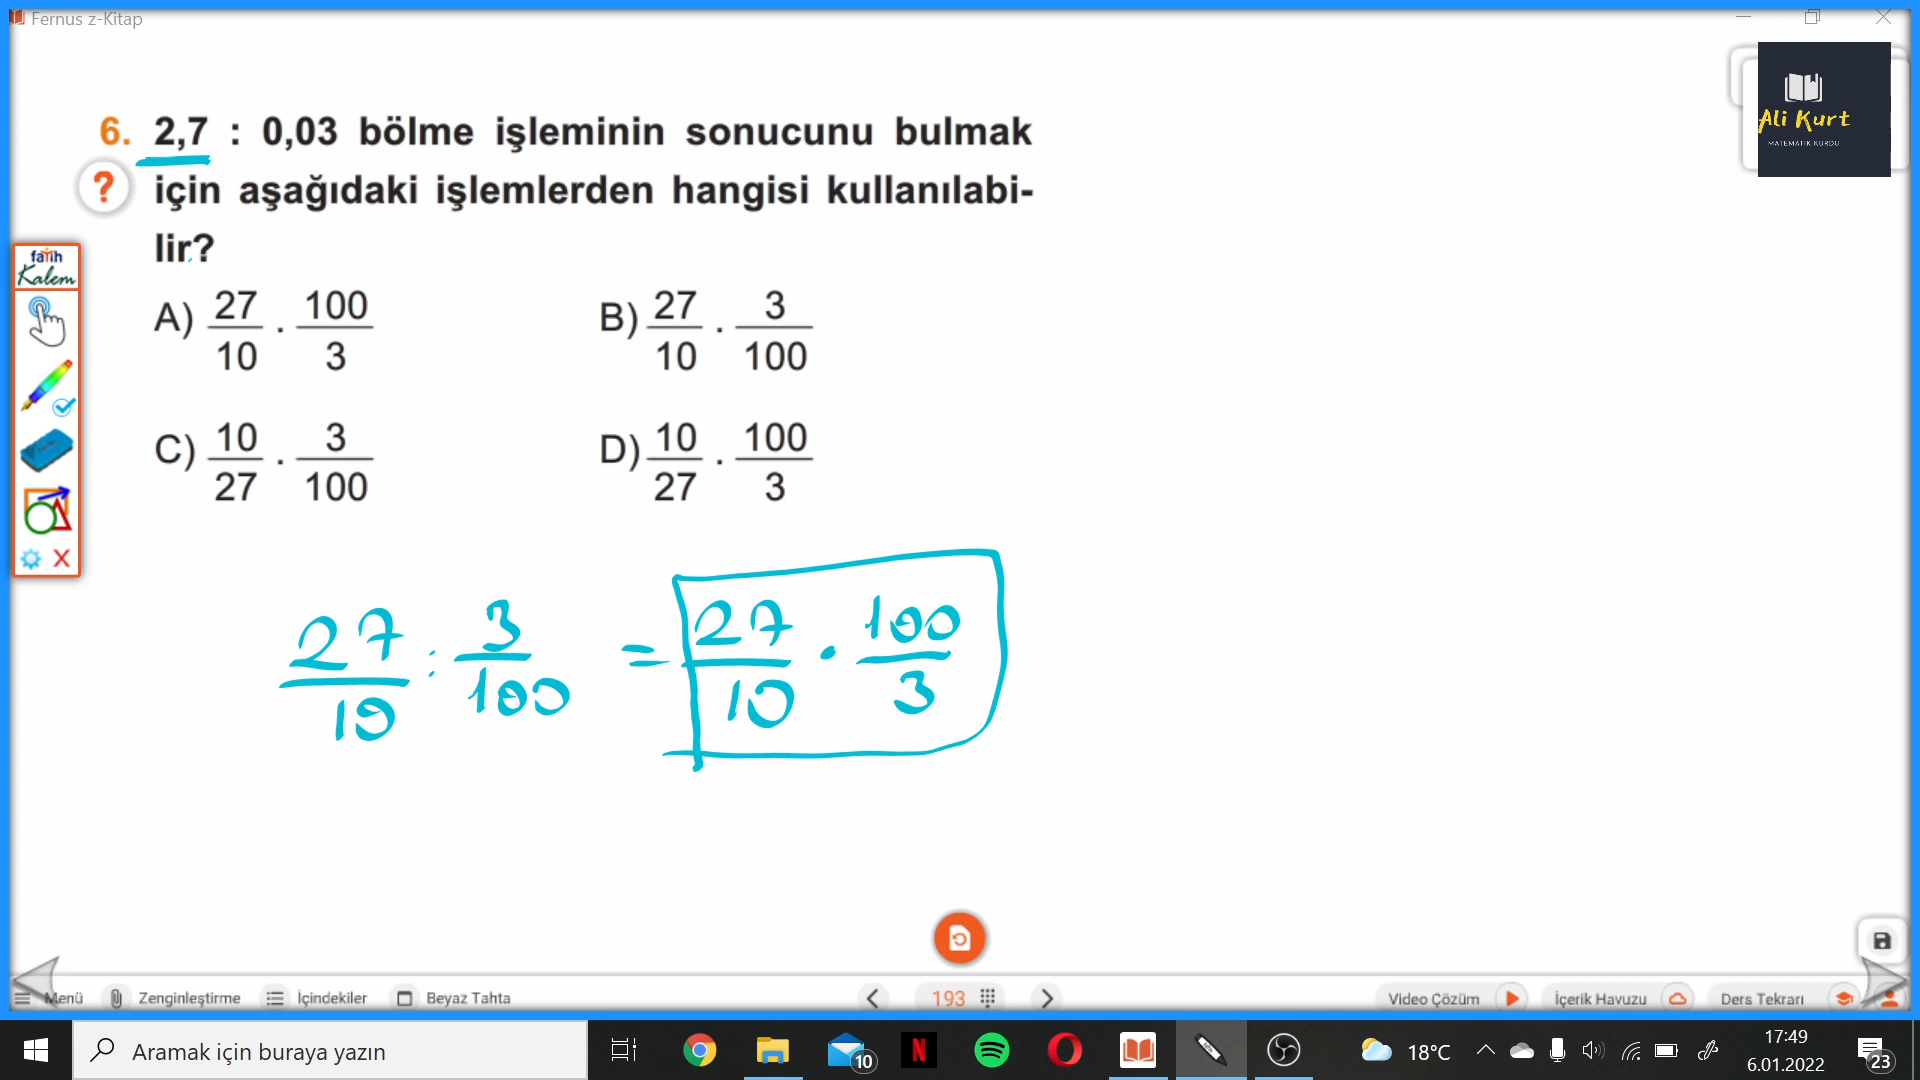 Fernus z-Kitap
Ali Kurt
MATEMATIK KURDU
6. 2,7 : 0,03 bölme işleminin sonucunu bulmak
? için aşağıdaki işlemlerden hangisi kullanılabi-
lir?
fatih
Kalem
A) 27/10 . 100/3
B) 27/10 . 3/100
C) 10/27 . 3/100
D) 10/27 . 100/3
27/10 : 3/100 = 27/10 · 100/3
Menü Zenginleştirme İçindekiler Beyaz Tahta 193 Video Çözüm İçerik Havuzu Ders Tekrarı
Aramak için buraya yazın 10 N 18°C 17:49
6.01.2022 23